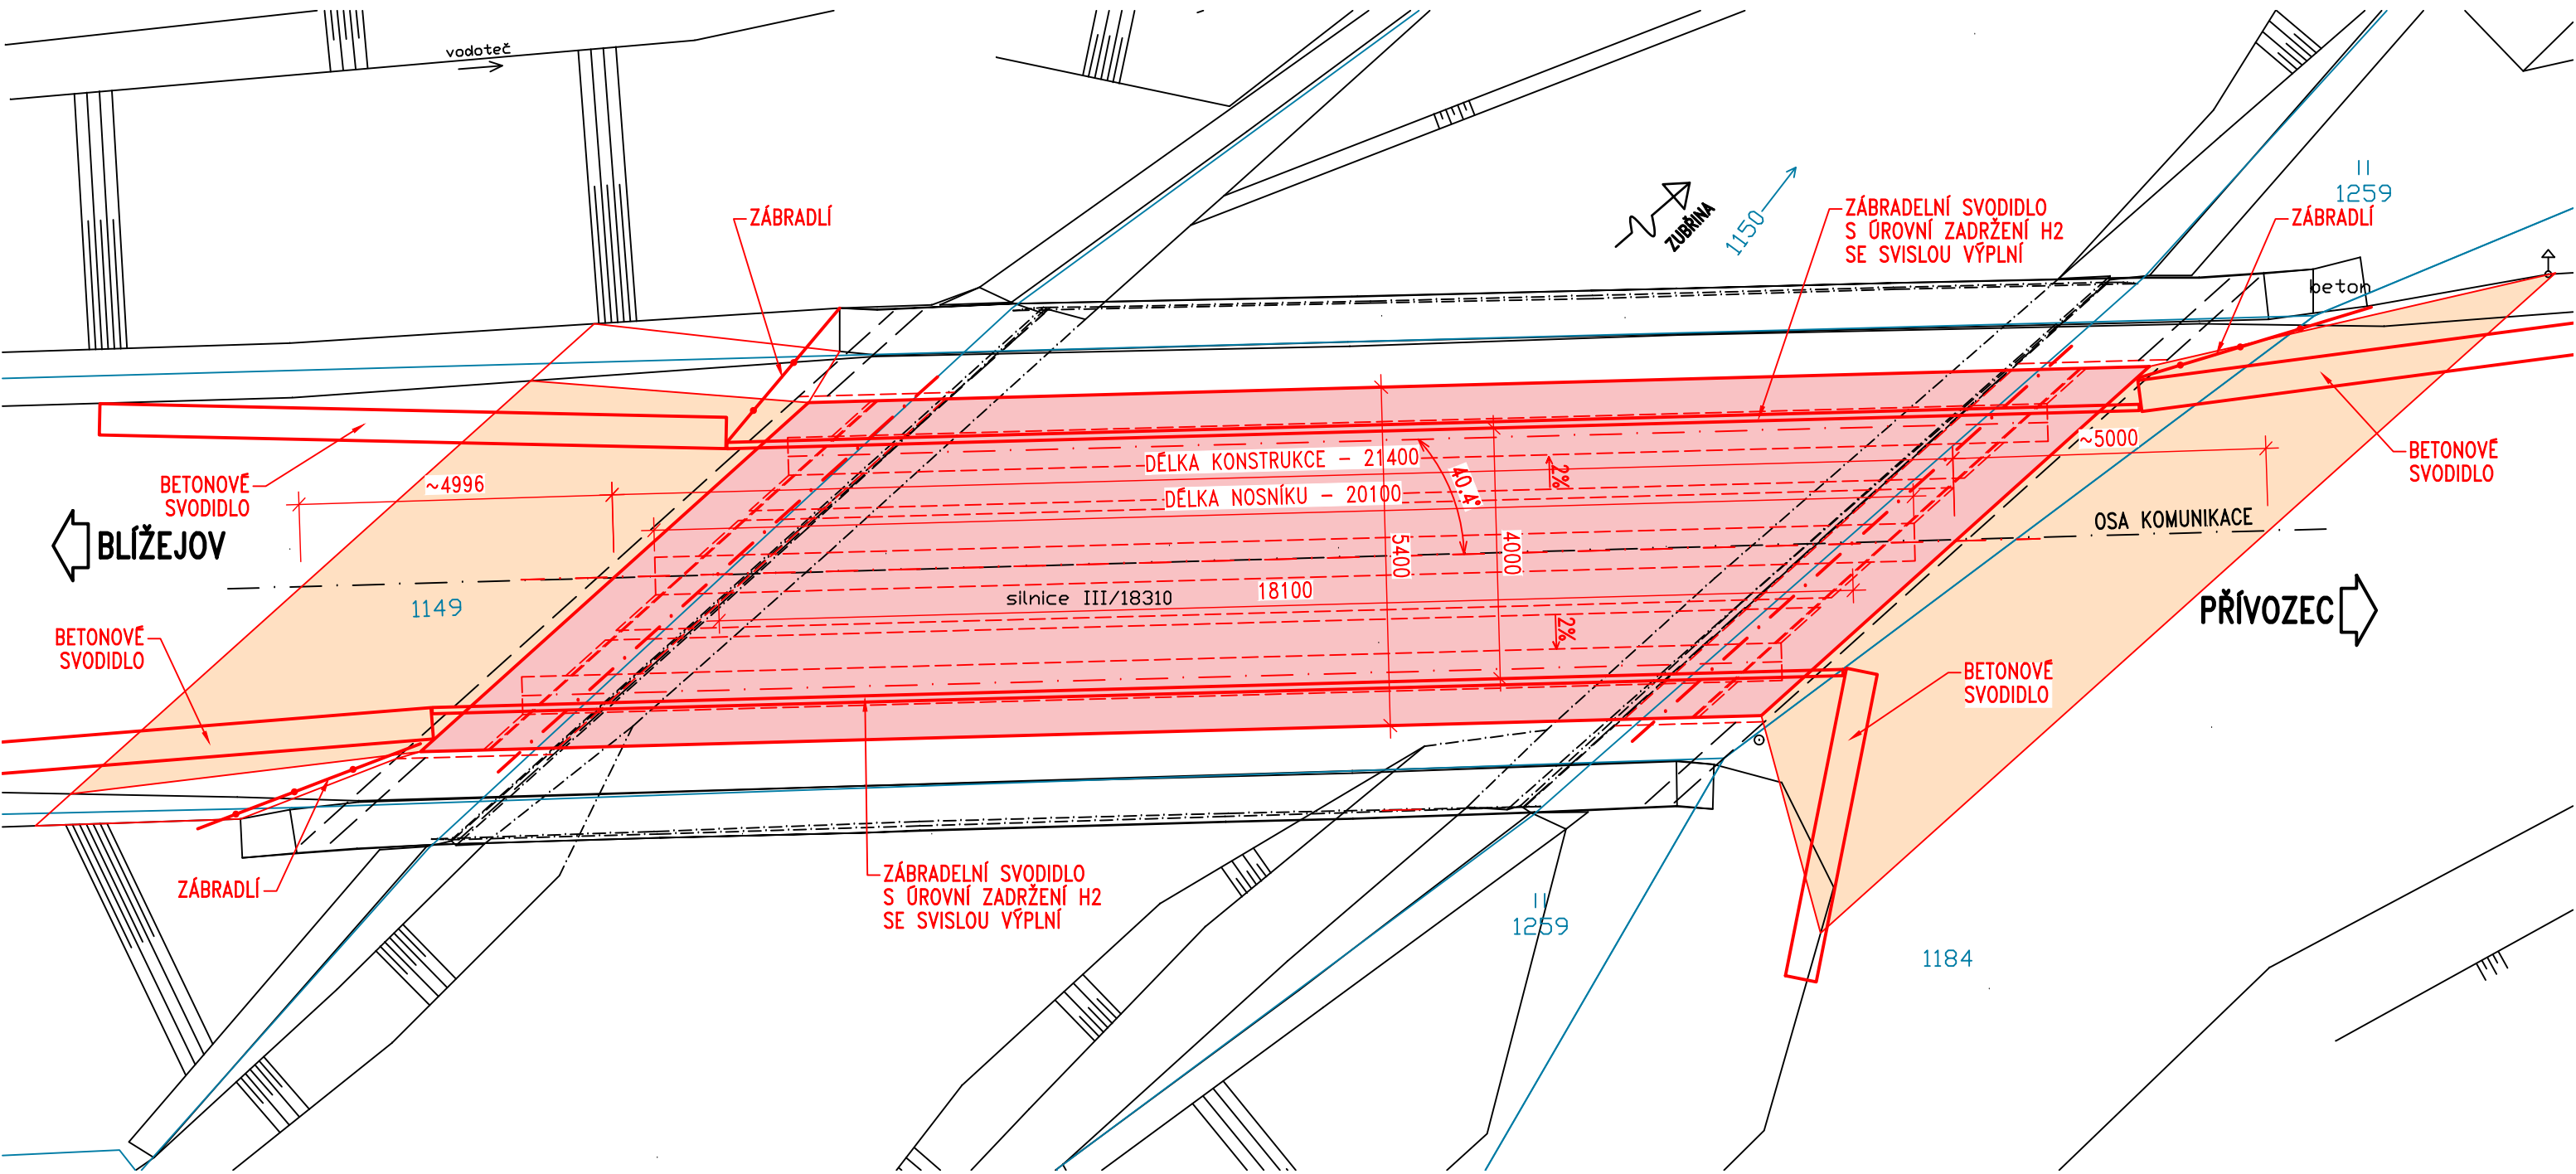 vodoteč
ZÁBRADLÍ
ZUBŘINA
1150
ZÁBRADELNÍ SVODIDLO
S ÚROVNÍ ZADRŽENÍ H2
SE SVISLOU VÝPLNÍ
1259
ZÁBRADLÍ
beton
BETONOVÉ
SVODIDLO
~4996
DÉLKA KONSTRUKCE – 21400
DÉLKA NOSNÍKU – 20100
40.4°
2%
~5000
BETONOVÉ
SVODIDLO
BLÍŽEJOV
OSA KOMUNIKACE
5400
4000
18100
silnice III/18310
1149
2%
PŘÍVOZEC
BETONOVÉ
SVODIDLO
BETONOVÉ
SVODIDLO
ZÁBRADLÍ
ZÁBRADELNÍ SVODIDLO
S ÚROVNÍ ZADRŽENÍ H2
SE SVISLOU VÝPLNÍ
1259
1184